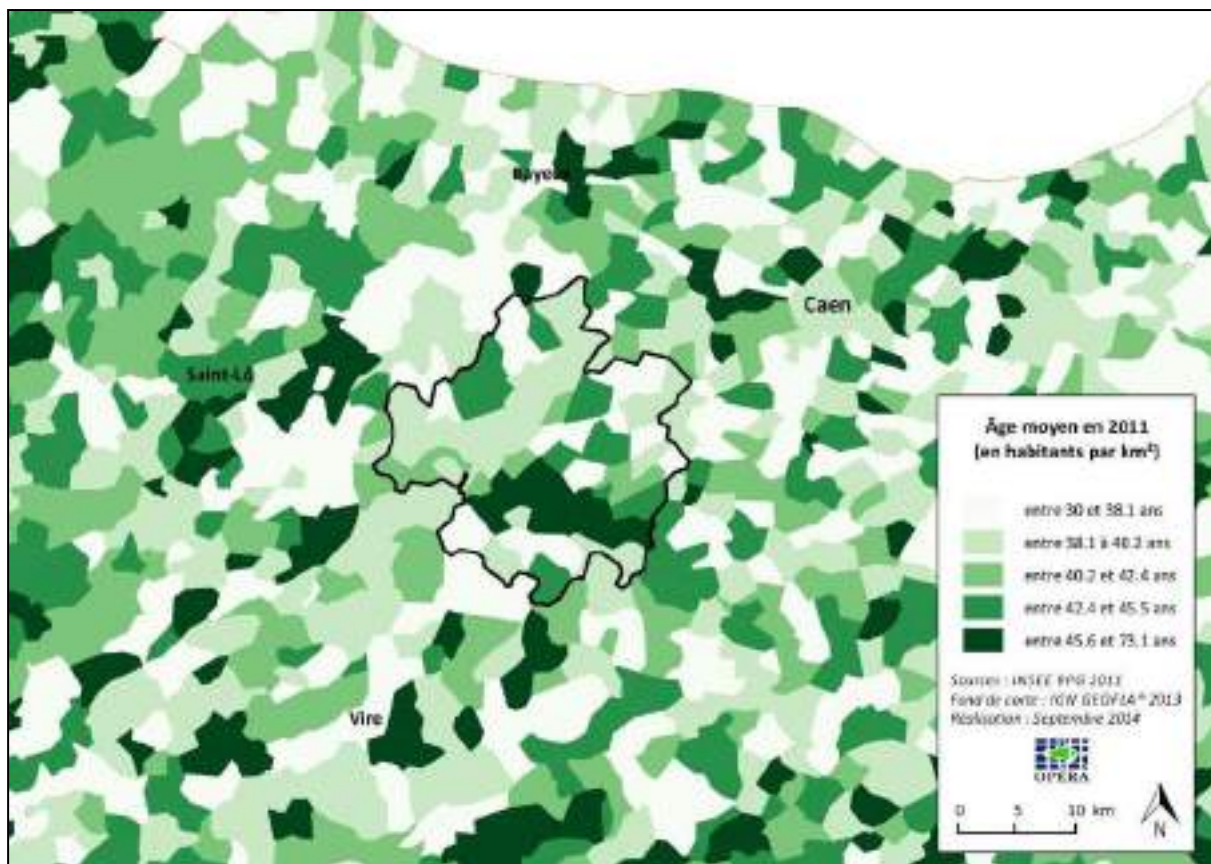 Bayeux
Caen
Saint-Lô
Vire
Âge moyen en 2011
(en habitants par km²)
entre 30 et 38.1 ans
entre 38.1 à 40.2 ans
entre 40.2 et 42.4 ans
entre 42.4 et 45.5 ans
entre 45.6 et 73.1 ans
Sources : INSEE RPG 2011
Fond de carte : IGN GEOFLA® 2013
Réalisation : Septembre 2014
OPERA
0 5 10 km
N